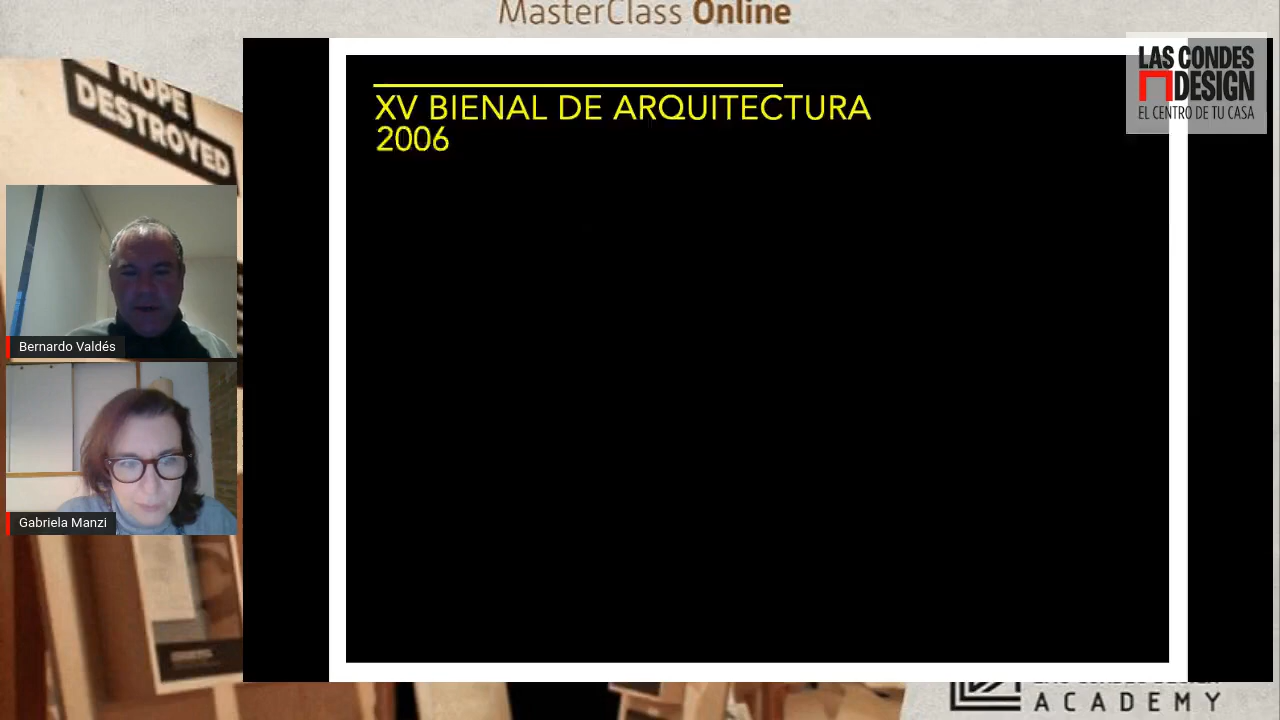 MasterClass Online
HOPE
DESTROYED
LAS CONDES
DESIGN
EL CENTRO DE TU CASA
XV BIENAL DE ARQUITECTURA
2006
Bernardo Valdés
Gabriela Manzi
ACADEMY